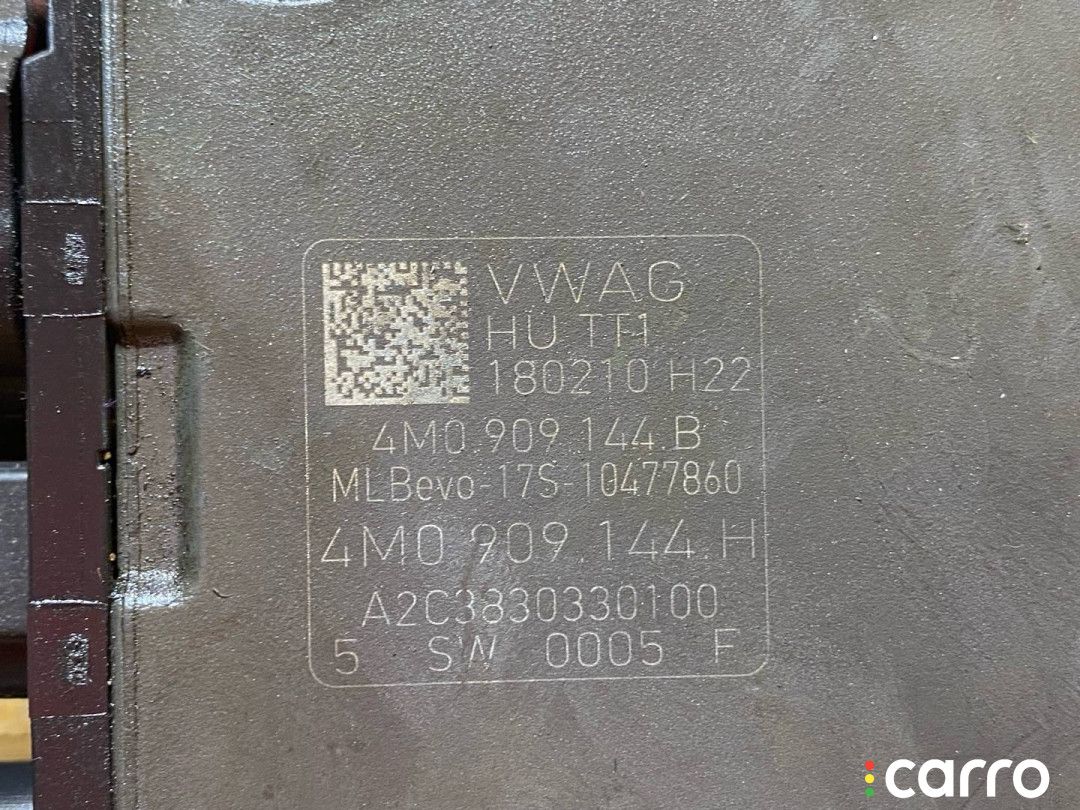 VWAG
HU TT1
180210 H22
4M0.909.144.B
MLBevo-17S-10477860
4M0.909.144.H
A2C3830330100
5 SW 0005 F
carro